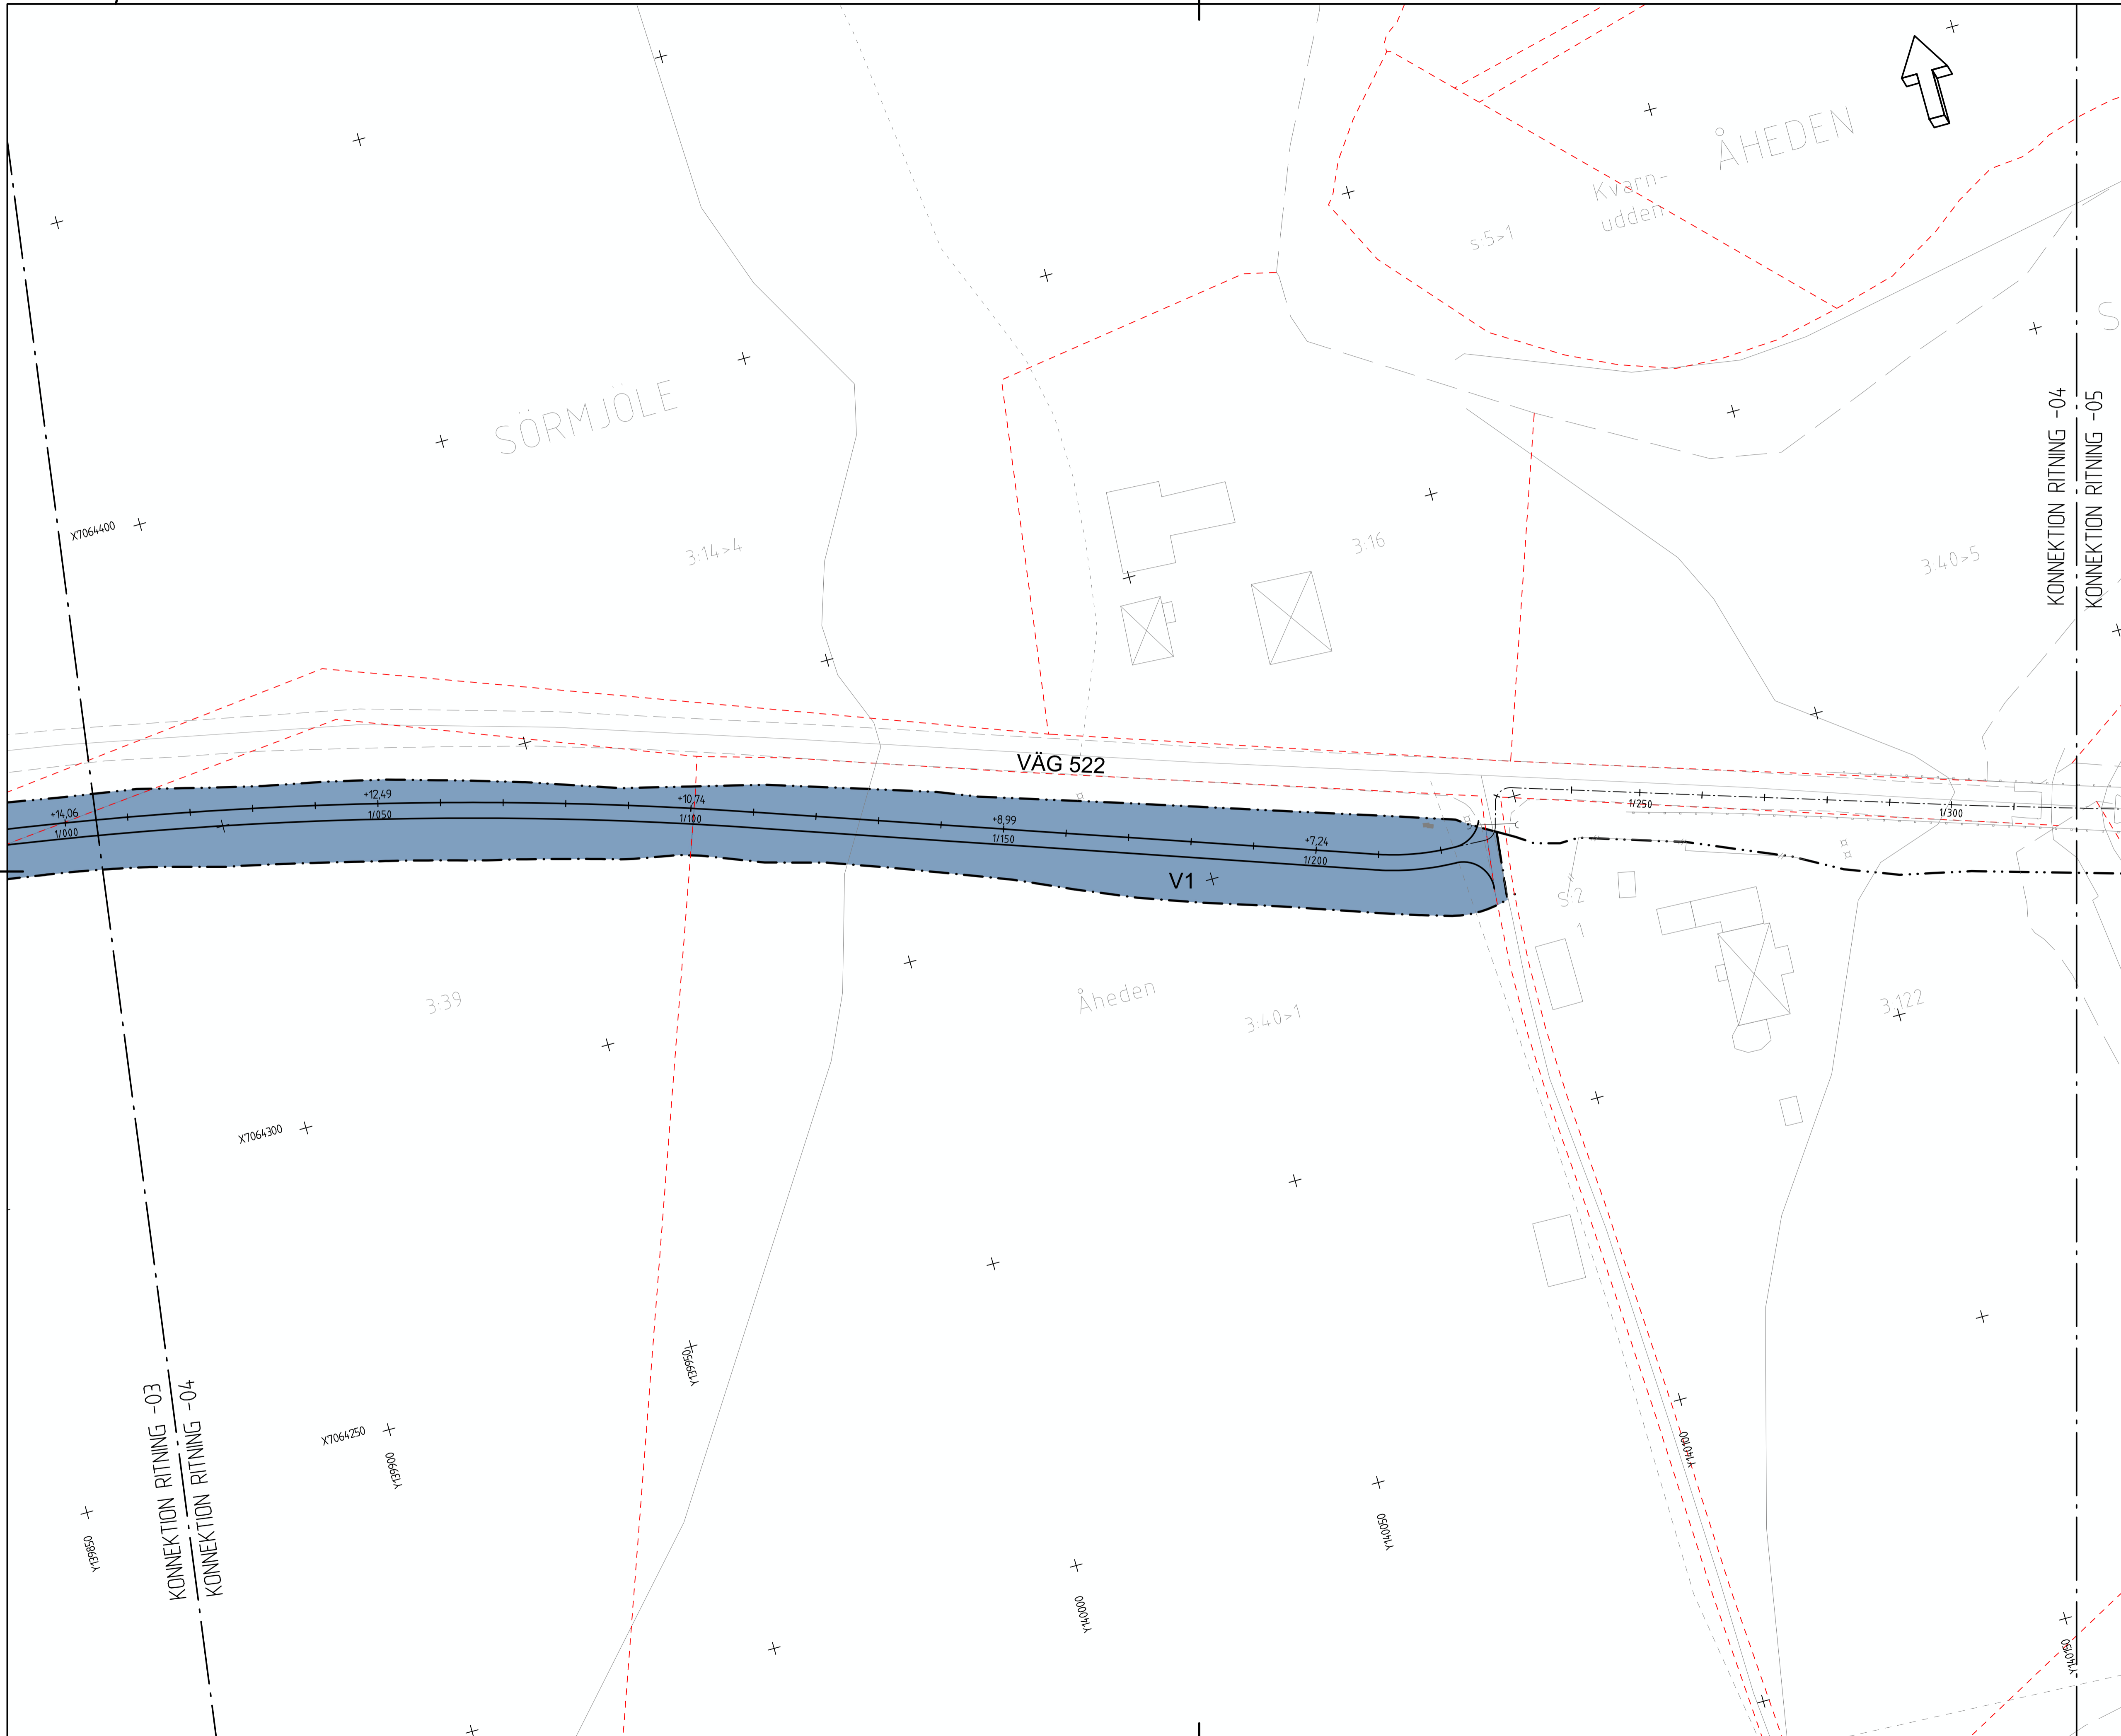 ÅHEDEN
Kvarn-
udden
s:5>1
S
SÖRMJÖLE
KONNEKTION RITNING -04
KONNEKTION RITNING -05
X7064400
3:14>4
3:16
3:40>5
VÄG 522
+14,06
1/000
+12,49
1/050
+10,74
1/100
+8,99
1/150
+7,24
1/200
1/250
1/300
V1
S:2
1
3:39
Åheden
3:40>1
3:122
X7064300
Y139950
KONNEKTION RITNING -03
KONNEKTION RITNING -04
X7064250
Y139900
Y139850
Y140100
Y140050
Y140000
Y140150